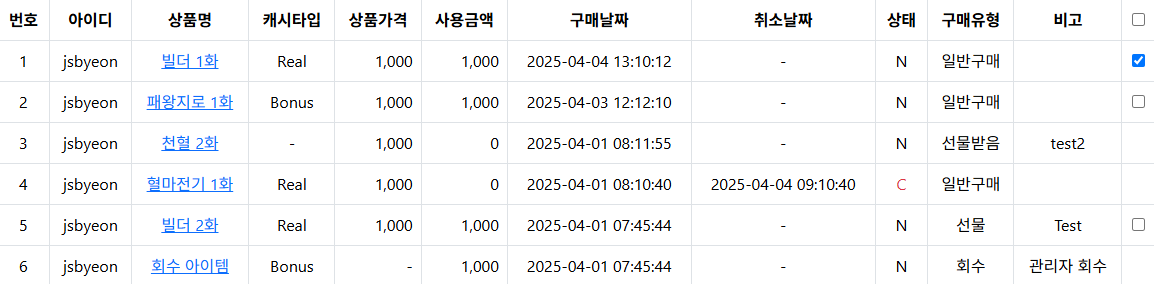 번호 아이디 상품명 캐시타입 상품가격 사용금액 구매날짜 취소날짜 상태 구매유형 비고
1 jsbyeon 빌더 1화 Real 1,000 1,000 2025-04-04 13:10:12 - N 일반구매
2 jsbyeon 패왕지로 1화 Bonus 1,000 1,000 2025-04-03 12:12:10 - N 일반구매
3 jsbyeon 천혈 2화 - 1,000 0 2025-04-01 08:11:55 - N 선물받음 test2
4 jsbyeon 혈마전기 1화 Real 1,000 0 2025-04-01 08:10:40 2025-04-04 09:10:40 C 일반구매
5 jsbyeon 빌더 2화 Real 1,000 1,000 2025-04-01 07:45:44 - N 선물 Test
6 jsbyeon 회수 아이템 Bonus - 1,000 2025-04-01 07:45:44 - N 회수 관리자 회수